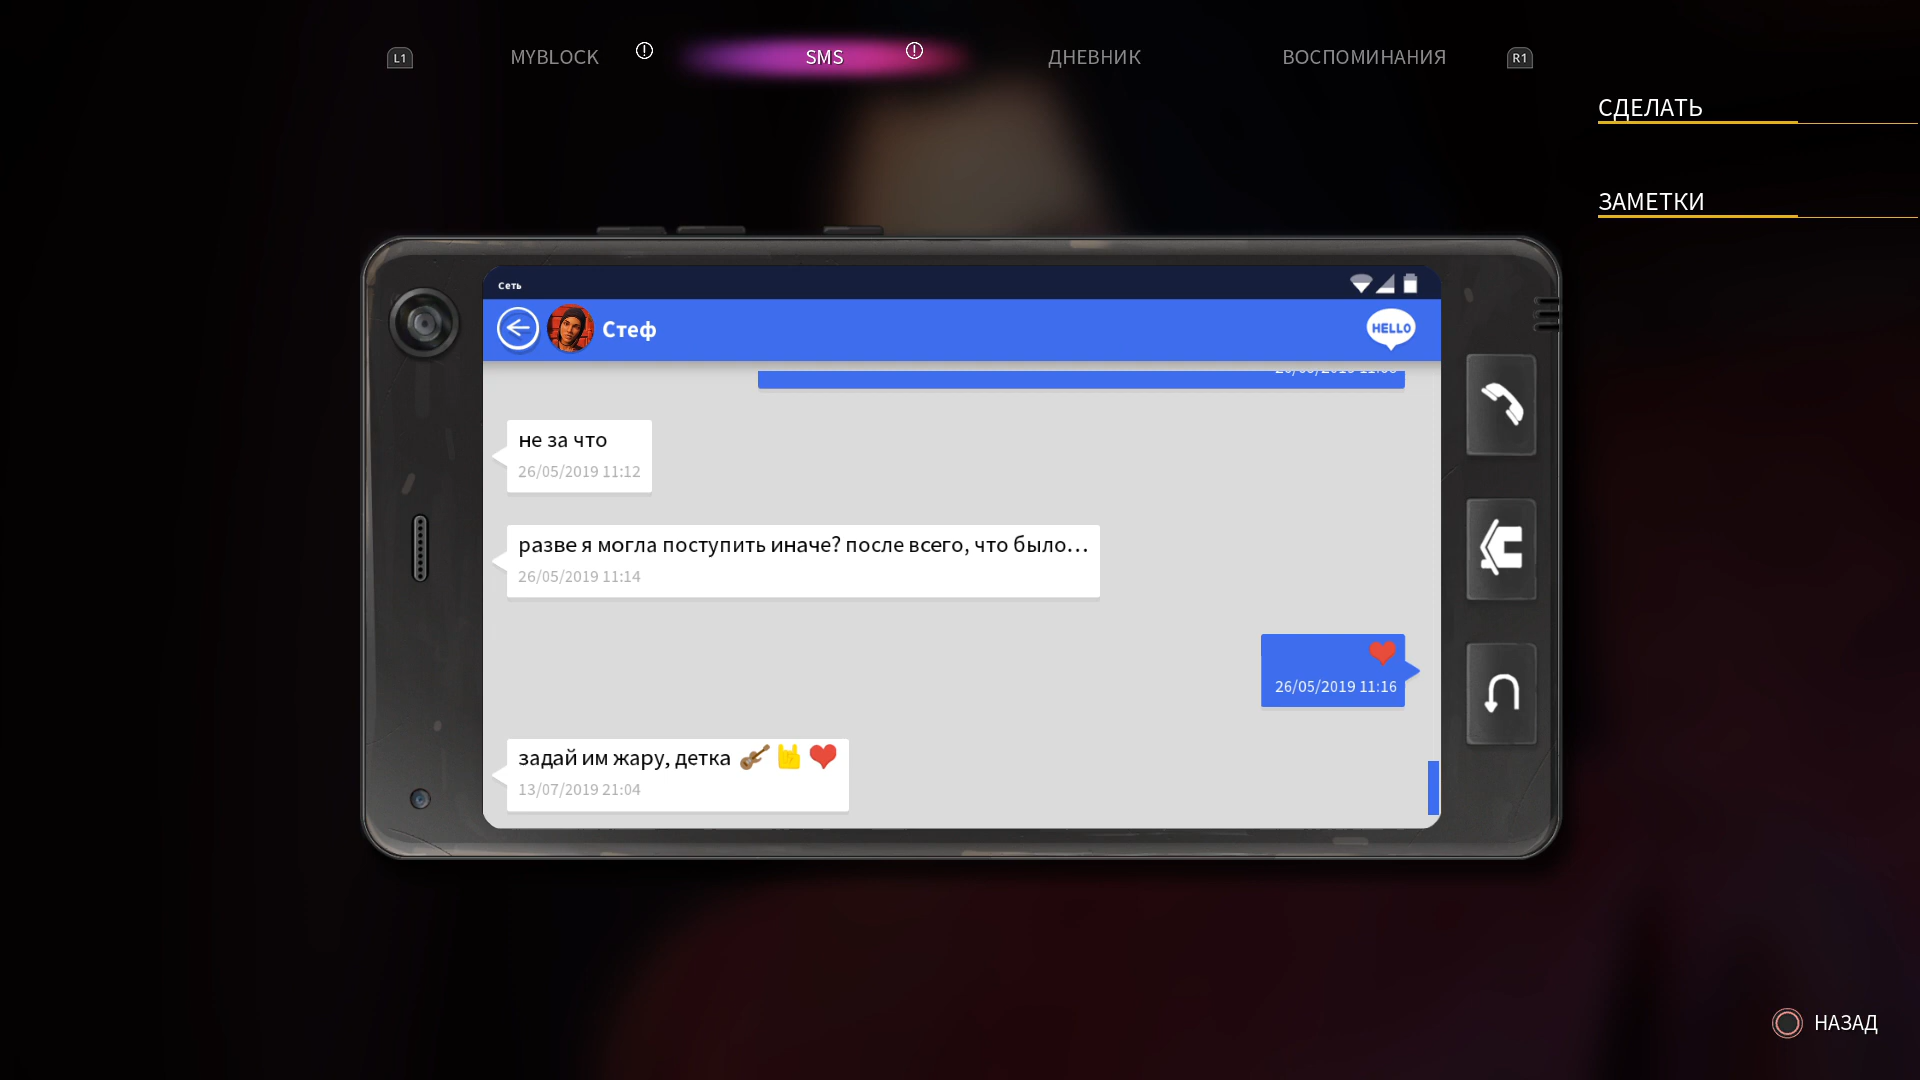 L1
MYBLOCK
SMS
ДНЕВНИК
ВОСПОМИНАНИЯ
R1
СДЕЛАТЬ
ЗАМЕТКИ
Сеть
Стеф
HELLO
не за что
26/05/2019 11:12
разве я могла поступить иначе? после всего, что было...
26/05/2019 11:14
❤
26/05/2019 11:16
задай им жару, детка 🎸 🤘 ❤
13/07/2019 21:04
НАЗАД